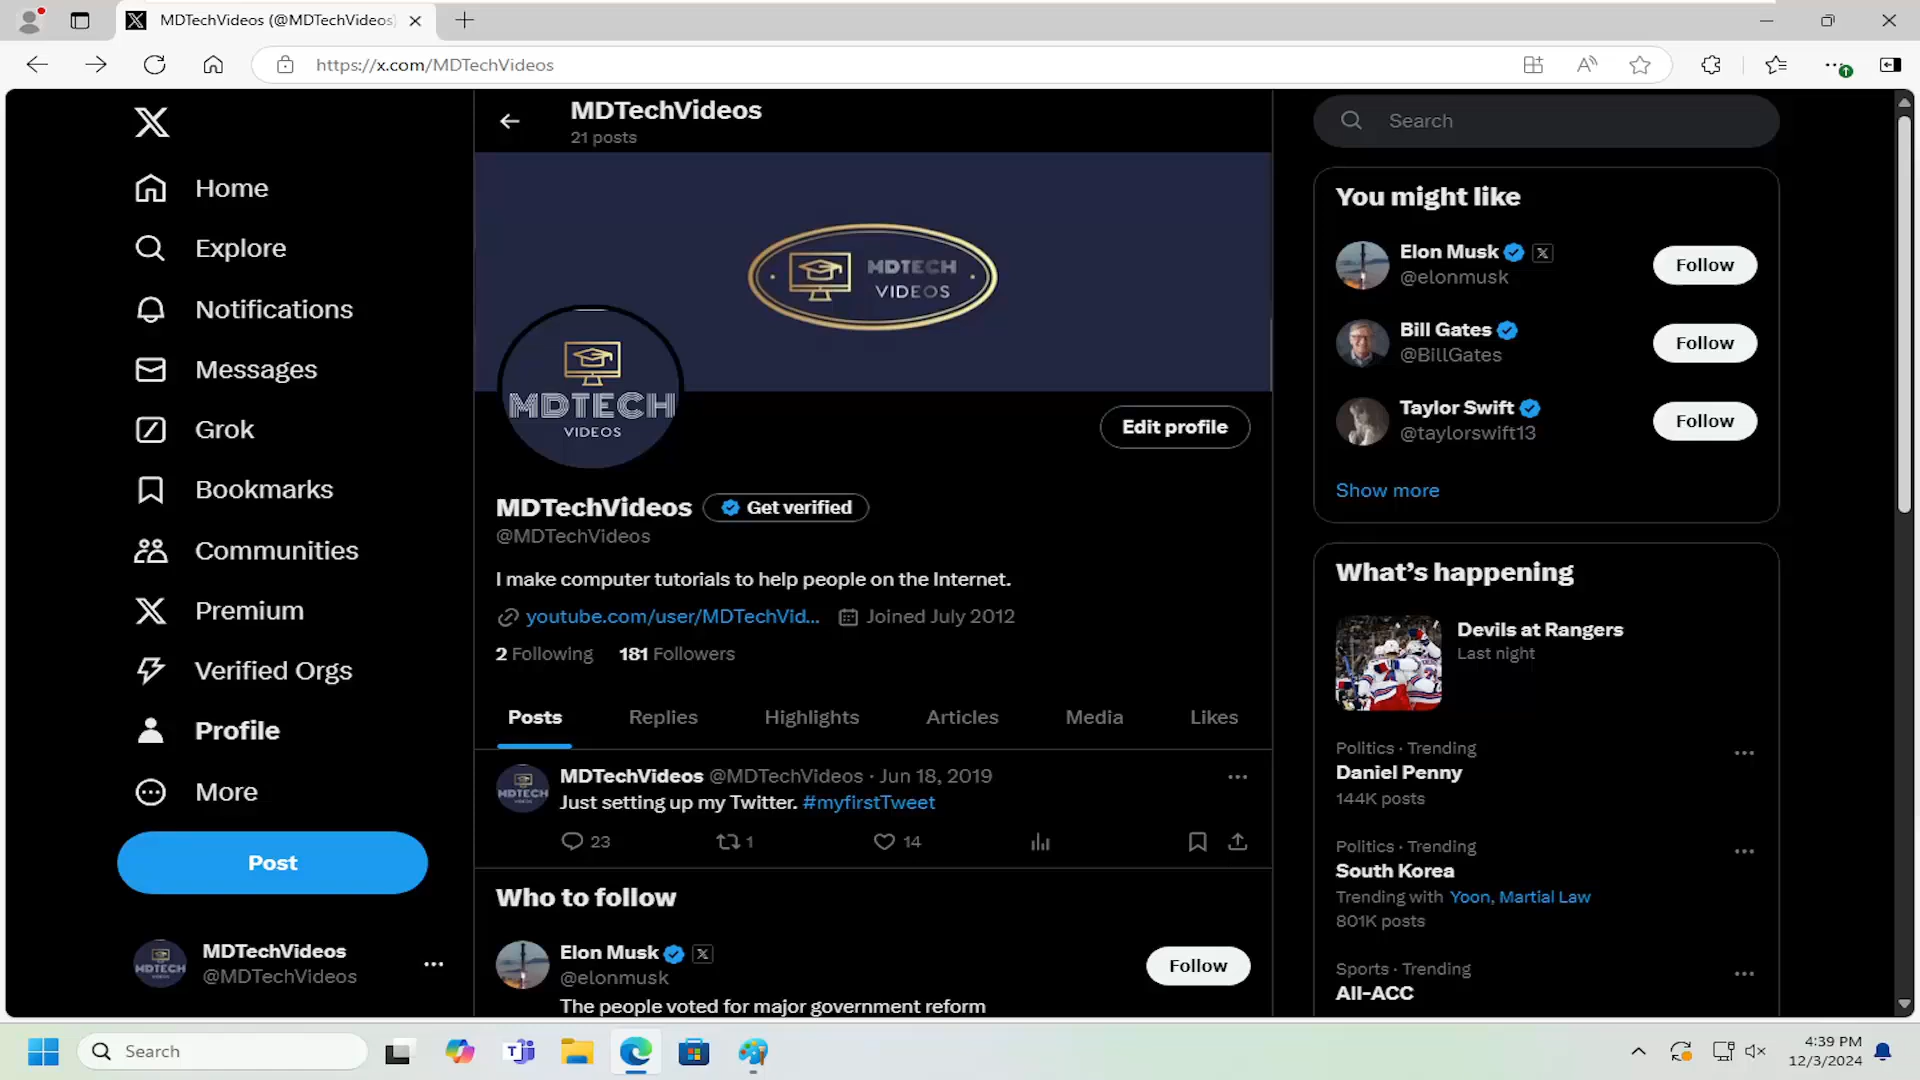 MDTechVideos (@MDTechVideos)
https://x.com/MDTechVideos
Home
Explore
Notifications
Messages
Grok
Bookmarks
Communities
Premium
Verified Orgs
Profile
More
Post
MDTechVideos
@MDTechVideos
MDTechVideos
21 posts
MDTECH
VIDEOS
MDTECH
VIDEOS
Edit profile
MDTechVideos Get verified
@MDTechVideos
I make computer tutorials to help people on the Internet.
youtube.com/user/MDTechVid... Joined July 2012
2 Following 181 Followers
Posts Replies Highlights Articles Media Likes
MDTECH
MDTechVideos @MDTechVideos · Jun 18, 2019
Just setting up my Twitter. #myfirstTweet
23 1 14
Who to follow
Elon Musk
@elonmusk
Follow
The people voted for major government reform
Search
You might like
Elon Musk
@elonmusk
Follow
Bill Gates
@BillGates
Follow
Taylor Swift
@taylorswift13
Follow
Show more
What's happening
Devils at Rangers
Last night
Politics · Trending
Daniel Penny
144K posts
Politics · Trending
South Korea
Trending with Yoon, Martial Law
801K posts
Sports · Trending
All-ACC
MDTECH
Search
4:39 PM
12/3/2024